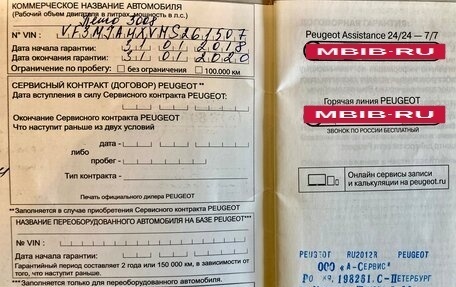 КОММЕРЧЕСКОЕ НАЗВАНИЕ АВТОМОБИЛЯ
(Рабочий объем двигателя в литрах, мощность в л.с.)
Пежо 3008
N° VIN: VF3MJAHXVHS261507
Дата начала гарантии: 31 01 2018
Дата окончания гарантии: 31 01 2020
Ограничение по пробегу: без ограничения 100.000 км
СЕРВИСНЫЙ КОНТРАКТ (ДОГОВОР) PEUGEOT**
Дата вступления в силу Сервисного контракта PEUGEOT:
Окончание Сервисного контракта PEUGEOT:
Что наступит раньше из двух условий
дата -
либо
пробег -
Тип контракта:
Печать официального дилера PEUGEOT
**Заполняется в случае приобретения Сервисного контракта PEUGEOT.
НАЗВАНИЕ ПЕРЕОБОРУДОВАННОГО АВТОМОБИЛЯ НА БАЗЕ PEUGEOT***
N° VIN:
Дата начала гарантии:
Гарантийный период составляет 2 года или 150 000 км, в зависимости от того, что наступит раньше.
***Заполняется только для переоборудованного автомобиля.
Peugeot Assistance 24/24 — 7/7
MBIB-RU
Горячая линия PEUGEOT
MBIB-RU
ЗВОНОК ПО РОССИИ БЕСПЛАТНЫЙ
Онлайн сервисы записи
и калькуляции на peugeot.ru
PEUGEOT RU2012R PEUGEOT
ООО «А-СЕРВИС»
198261, С-ПЕТЕРБУРГ